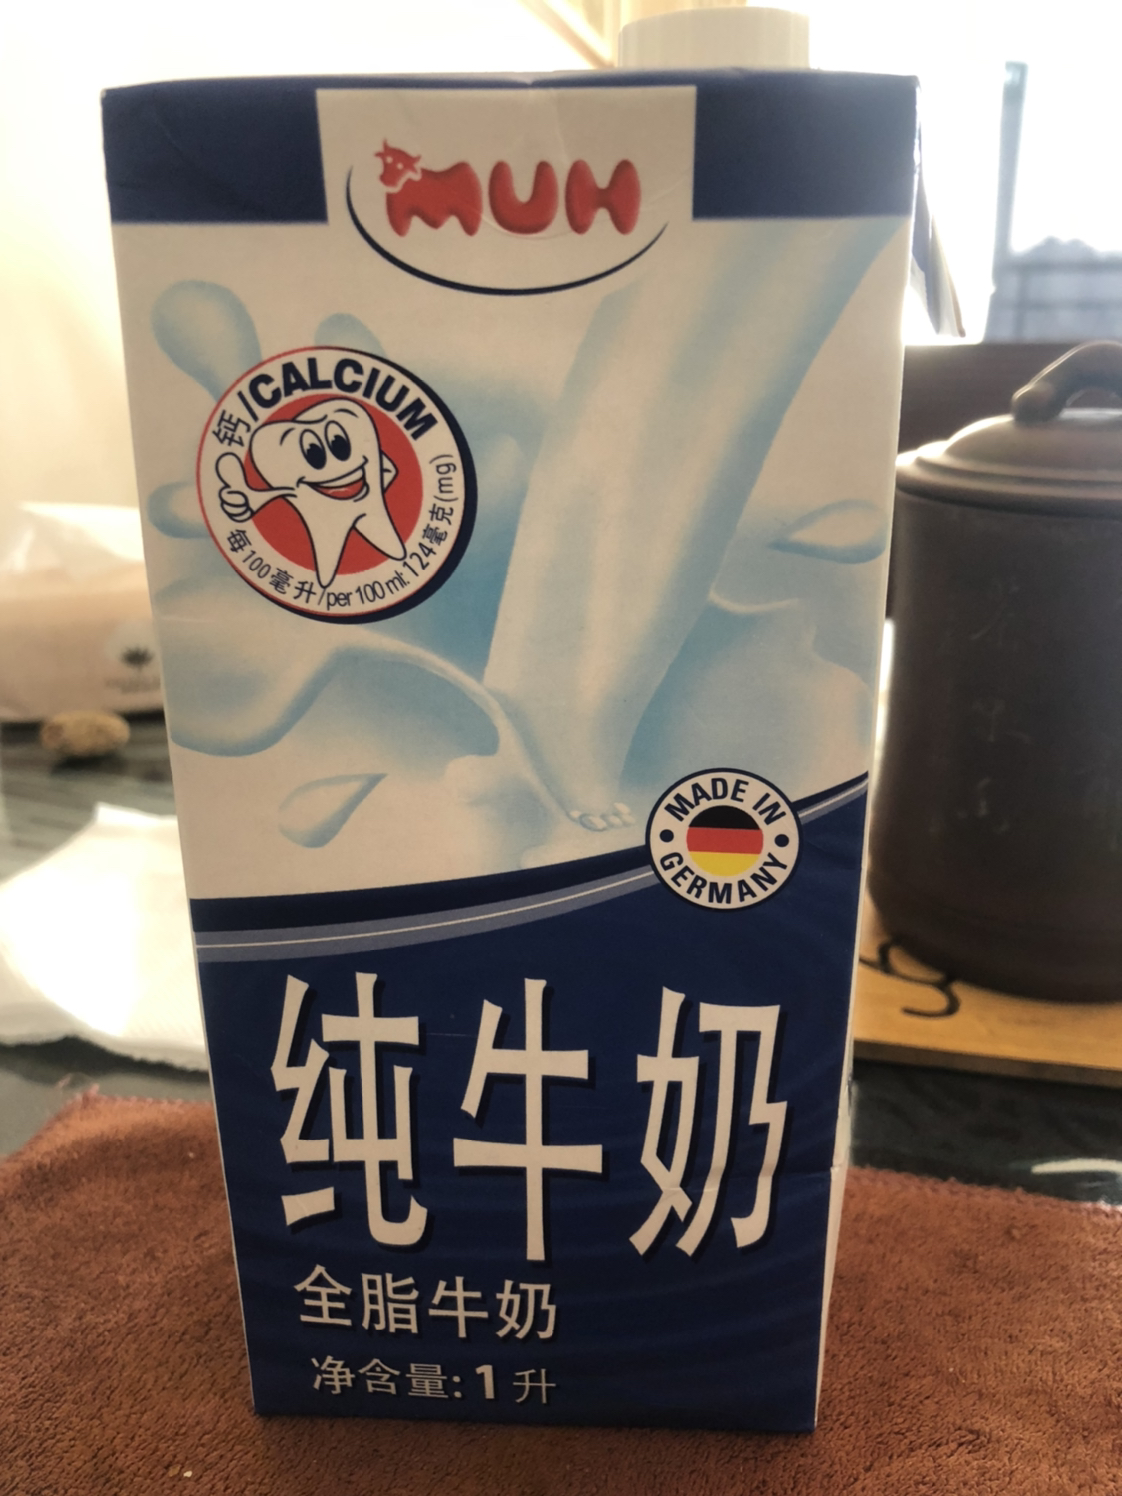 MUH
钙/CALCIUM
每100毫升/per 100 ml: 124毫克(mg)
MADE IN
GERMANY
纯牛奶
全脂牛奶
净含量: 1 升